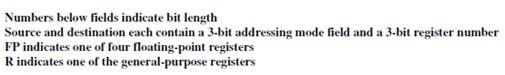 Numbers below fields indicate bit length
Source and destination each contain a 3-bit addressing mode field and a 3-bit register number
FP indicates one of four floating-point registers
R indicates one of the general-purpose registers